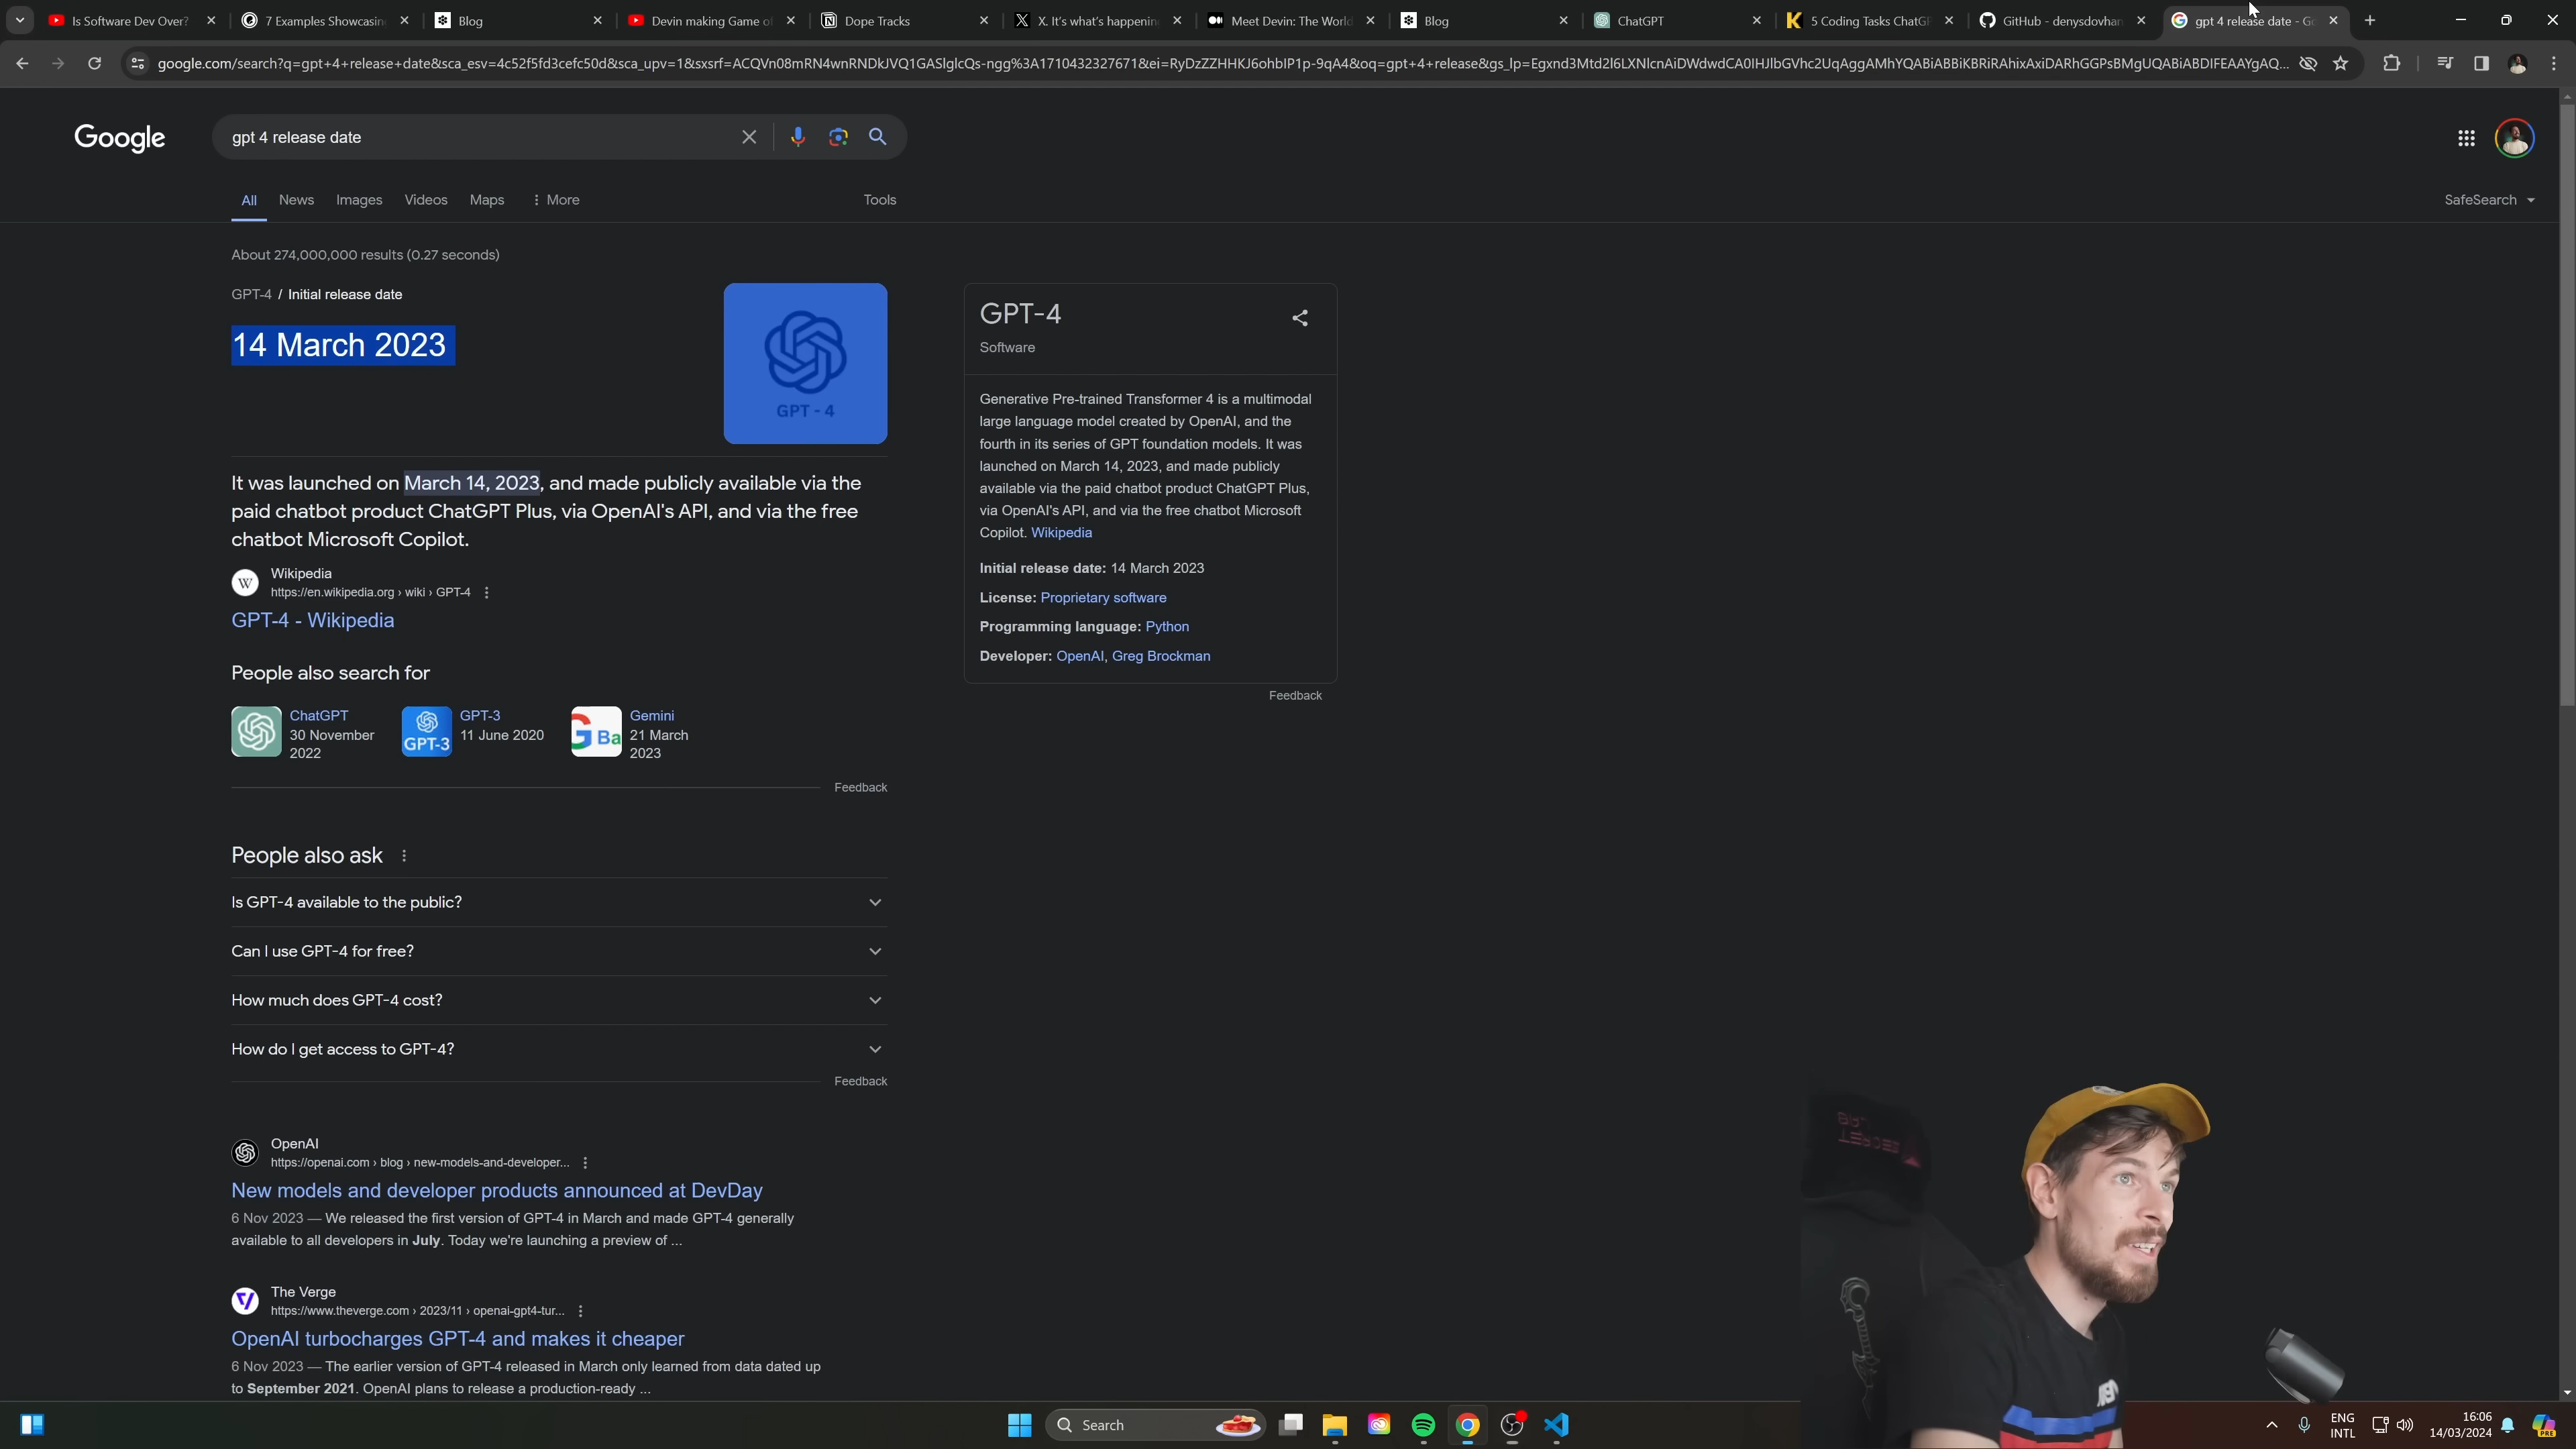 Is Software Dev Over?
7 Examples Showcasin
Blog
Devin making Game of
Dope Tracks
X. It's what's happenin
Meet Devin: The World
Blog
ChatGPT
5 Coding Tasks ChatG
GitHub - denysdovhan
gpt 4 release date - Go
google.com/search?q=gpt+4+release+date&sca_esv=4c52f5fd3cefc50d&sca_upv=1&sxsrf=ACQVn08mRN4wnRNDkJVQ1GASlglcQs-ngg%3A1710432327671&ei=RyDzZZHHKJ6ohbIP1p-9qA4&oq=gpt+4+release&gs_lp=Egxnd3Mtd2l6LXNlcnAiDWdwdCA0IHJlbGVhc2UqAggAMhYQABiABBiKBRiRAhixAxiDARhGGPsBMgUQABiABDIFEAAYgAQ...
Google
gpt 4 release date
All
News
Images
Videos
Maps
More
Tools
SafeSearch
About 274,000,000 results (0.27 seconds)
GPT-4 / Initial release date
14 March 2023
GPT - 4
It was launched on March 14, 2023, and made publicly available via the
paid chatbot product ChatGPT Plus, via OpenAI's API, and via the free
chatbot Microsoft Copilot.
W
Wikipedia
https://en.wikipedia.org › wiki › GPT-4
GPT-4 - Wikipedia
People also search for
ChatGPT
30 November
2022
GPT-3
GPT-3
11 June 2020
Ba
Gemini
21 March
2023
Feedback
People also ask
Is GPT-4 available to the public?
Can I use GPT-4 for free?
How much does GPT-4 cost?
How do I get access to GPT-4?
Feedback
OpenAI
https://openai.com › blog › new-models-and-developer...
New models and developer products announced at DevDay
6 Nov 2023 — We released the first version of GPT-4 in March and made GPT-4 generally
available to all developers in July. Today we're launching a preview of ...
The Verge
https://www.theverge.com › 2023/11 › openai-gpt4-tur...
OpenAI turbocharges GPT-4 and makes it cheaper
6 Nov 2023 — The earlier version of GPT-4 released in March only learned from data dated up
to September 2021. OpenAI plans to release a production-ready ...
GPT-4
Software
Generative Pre-trained Transformer 4 is a multimodal
large language model created by OpenAI, and the
fourth in its series of GPT foundation models. It was
launched on March 14, 2023, and made publicly
available via the paid chatbot product ChatGPT Plus,
via OpenAI's API, and via the free chatbot Microsoft
Copilot. Wikipedia
Initial release date: 14 March 2023
License: Proprietary software
Programming language: Python
Developer: OpenAI, Greg Brockman
Feedback
Search
ENG
INTL
16:06
14/03/2024
PRE